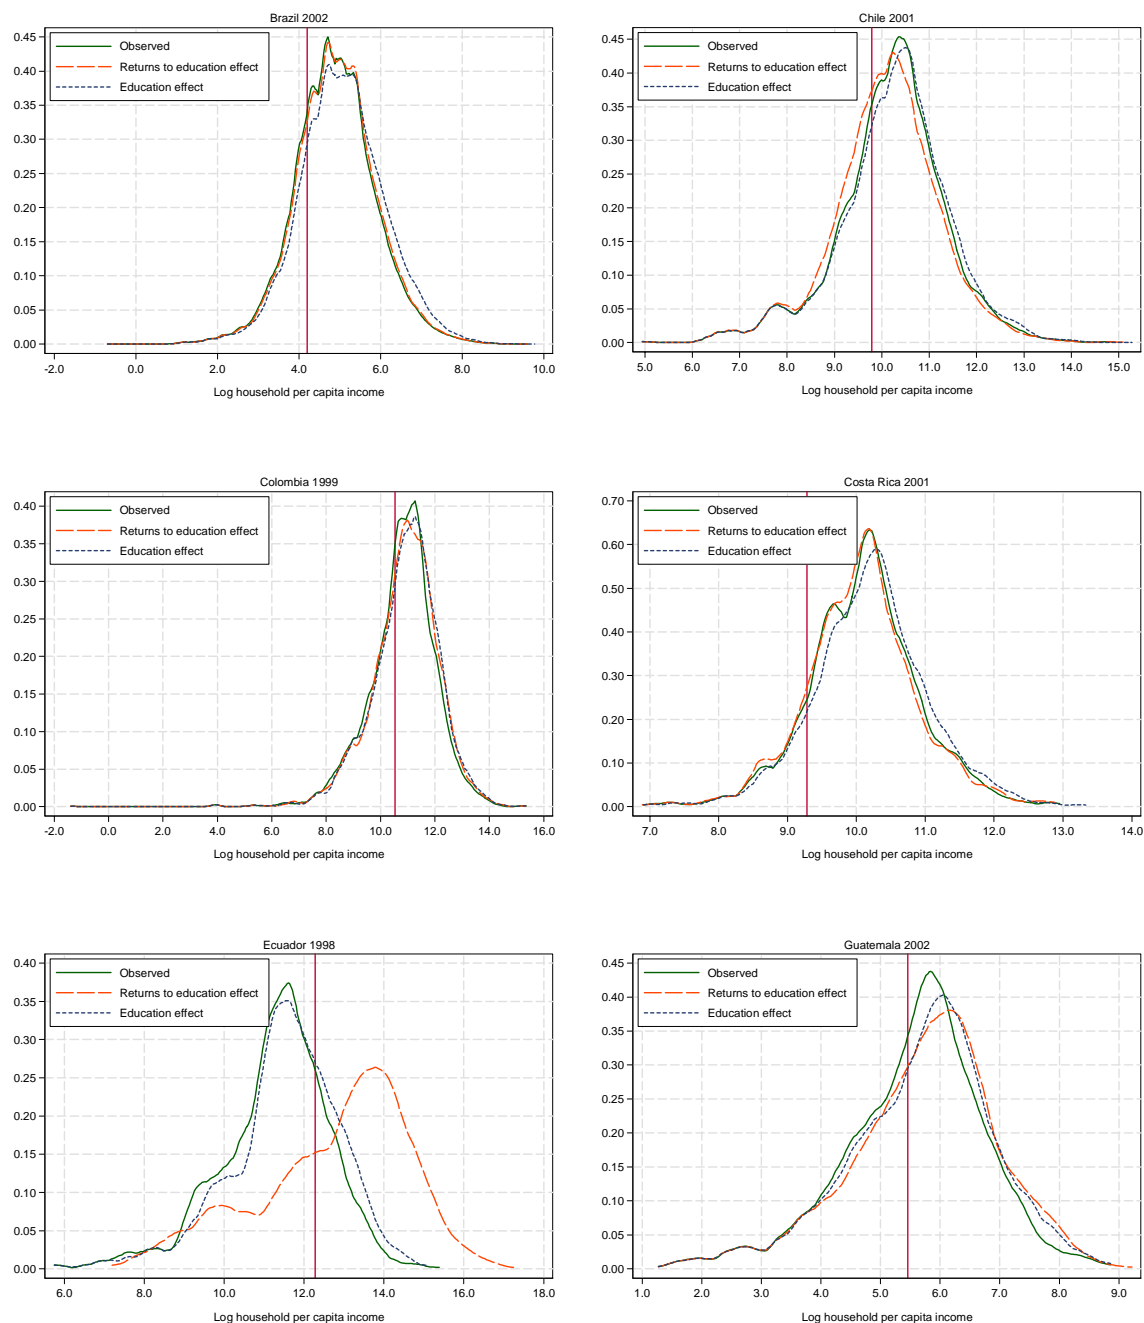 Brazil 2002
Observed
Returns to education effect
Education effect
0.45
0.40
0.35
0.30
0.25
0.20
0.15
0.10
0.05
0.00
-2.0 0.0 2.0 4.0 6.0 8.0 10.0
Log household per capita income
Chile 2001
Observed
Returns to education effect
Education effect
0.45
0.40
0.35
0.30
0.25
0.20
0.15
0.10
0.05
0.00
5.0 6.0 7.0 8.0 9.0 10.0 11.0 12.0 13.0 14.0 15.0
Log household per capita income
Colombia 1999
Observed
Returns to education effect
Education effect
0.40
0.35
0.30
0.25
0.20
0.15
0.10
0.05
0.00
-2.0 0.0 2.0 4.0 6.0 8.0 10.0 12.0 14.0 16.0
Log household per capita income
Costa Rica 2001
Observed
Returns to education effect
Education effect
0.70
0.60
0.50
0.40
0.30
0.20
0.10
0.00
7.0 8.0 9.0 10.0 11.0 12.0 13.0 14.0
Log household per capita income
Ecuador 1998
Observed
Returns to education effect
Education effect
0.40
0.35
0.30
0.25
0.20
0.15
0.10
0.05
0.00
6.0 8.0 10.0 12.0 14.0 16.0 18.0
Log household per capita income
Guatemala 2002
Observed
Returns to education effect
Education effect
0.45
0.40
0.35
0.30
0.25
0.20
0.15
0.10
0.05
0.00
1.0 2.0 3.0 4.0 5.0 6.0 7.0 8.0 9.0
Log household per capita income